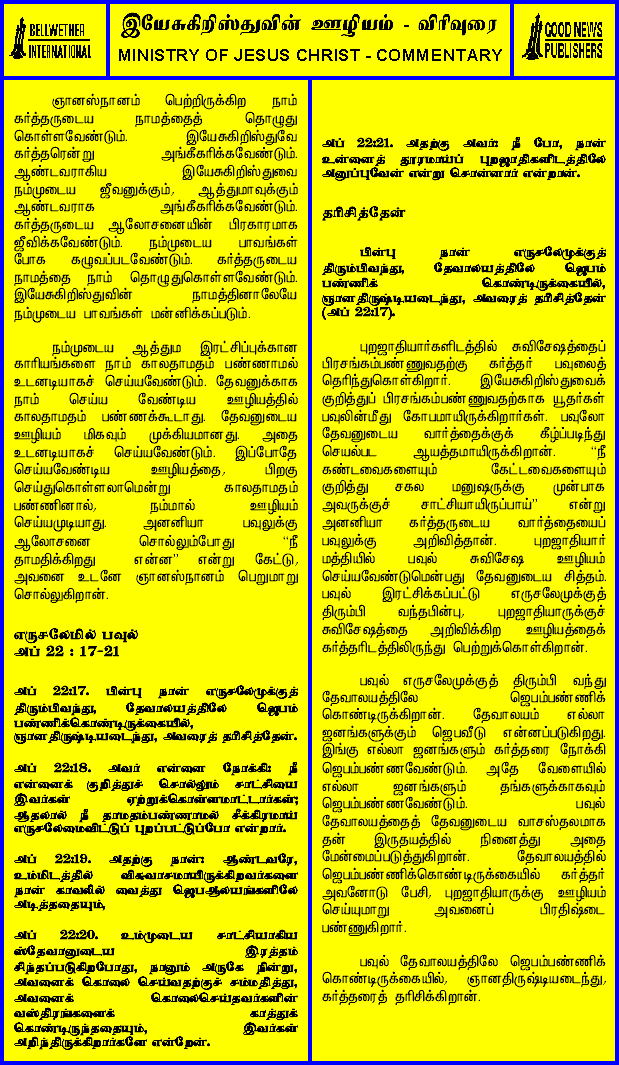 BELLWETHER
INTERNATIONAL
இயேசுகிறிஸ்துவின் ஊழியம் - விரிவுரை
MINISTRY OF JESUS CHRIST - COMMENTARY
GOOD NEWS
PUBLISHERS
ஞானஸ்நானம் பெற்றிருக்கிற நாம்
கர்த்தருடைய நாமத்தைத் தொழுது
கொள்ளவேண்டும். இயேசுகிறிஸ்துவே
கர்த்தரென்று அங்கீகரிக்கவேண்டும்.
ஆண்டவராகிய இயேசுகிறிஸ்துவை
நம்முடைய ஜீவனுக்கும், ஆத்துமாவுக்கும்
ஆண்டவராக அங்கீகரிக்கவேண்டும்.
கர்த்தருடைய ஆலோசனையின் பிரகாரமாக
ஜீவிக்கவேண்டும். நம்முடைய பாவங்கள்
போக கழுவப்படவேண்டும். கர்த்தருடைய
நாமத்தை நாம் தொழுதுகொள்ளவேண்டும்.
இயேசுகிறிஸ்துவின் நாமத்தினாலேயே
நம்முடைய பாவங்கள் மன்னிக்கப்படும்.
நம்முடைய ஆத்தும இரட்சிப்புக்கான
காரியங்களை நாம் காலதாமதம் பண்ணாமல்
உடனடியாகச் செய்யவேண்டும். தேவனுக்காக
நாம் செய்ய வேண்டிய ஊழியத்தில்
காலதாமதம் பண்ணக்கூடாது. தேவனுடைய
ஊழியம் மிகவும் முக்கியமானது. அதை
உடனடியாகச் செய்யவேண்டும். இப்போதே
செய்யவேண்டிய ஊழியத்தை, பிறகு
செய்துகொள்ளலாமென்று காலதாமதம்
பண்ணினால், நம்மால் ஊழியம்
செய்யமுடியாது. அனனியா பவுலுக்கு
ஆலோசனை சொல்லும்போது “நீ
தாமதிக்கிறது என்ன” என்று கேட்டு,
அவனை உடனே ஞானஸ்நானம் பெறுமாறு
சொல்லுகிறான்.
எருசலேமில் பவுல்
அப் 22 : 17-21
அப் 22:17. பின்பு நான் எருசலேமுக்குத்
திரும்பிவந்து, தேவாலயத்திலே ஜெபம்
பண்ணிக்கொண்டிருக்கையில்,
ஞானதிருஷ்டியடைந்து, அவரைத் தரிசித்தேன்.
அப் 22:18. அவர் என்னை நோக்கி: நீ
என்னைக் குறித்துச் சொல்லும் சாட்சியை
இவர்கள் ஏற்றுக்கொள்ளமாட்டார்கள்;
ஆதலால் நீ தாமதம்பண்ணாமல் சீக்கிரமாய்
எருசலேமைவிட்டுப் புறப்பட்டுப்போ என்றார்.
அப் 22:19. அதற்கு நான்: ஆண்டவரே,
உம்மிடத்தில் விசுவாசமாயிருக்கிறவர்களை
நான் காவலில் வைத்து ஜெபஆலயங்களிலே
அடித்ததையும்,
அப் 22:20. உம்முடைய சாட்சியாகிய
ஸ்தேவானுடைய இரத்தம்
சிந்தப்படுகிறபோது, நானும் அருகே நின்று,
அவனைக் கொலை செய்வதற்குச் சம்மதித்து,
அவனைக் கொலைசெய்தவர்களின்
வஸ்திரங்களைக் காத்துக்
கொண்டிருந்ததையும், இவர்கள்
அறிந்திருக்கிறார்களே என்றேன்.
அப் 22:21. அதற்கு அவர்: நீ போ, நான்
உன்னைத் தூரமாய்ப் புறஜாதிகளிடத்திலே
அனுப்புவேன் என்று சொன்னார் என்றான்.
தரிசித்தேன்
பின்பு நான் எருசலேமுக்குத்
திரும்பிவந்து, தேவாலயத்திலே ஜெபம்
பண்ணிக் கொண்டிருக்கையில்,
ஞானதிருஷ்டியடைந்து, அவரைத் தரிசித்தேன்
(அப் 22:17).
புறஜாதியார்களிடத்தில் சுவிசேஷத்தைப்
பிரசங்கம்பண்ணுவதற்கு கர்த்தர் பவுலைத்
தெரிந்துகொள்கிறார். இயேசுகிறிஸ்துவைக்
குறித்துப் பிரசங்கம்பண்ணுவதற்காக யூதர்கள்
பவுலின்மீது கோபமாயிருக்கிறார்கள். பவுலோ
தேவனுடைய வார்த்தைக்குக் கீழ்ப்படிந்து
செயல்பட ஆயத்தமாயிருக்கிறான். “நீ
கண்டவைகளையும் கேட்டவைகளையும்
குறித்து சகல மனுஷருக்கு முன்பாக
அவருக்குச் சாட்சியாயிருப்பாய்” என்று
அனனியா கர்த்தருடைய வார்த்தையைப்
பவுலுக்கு அறிவித்தான். புறஜாதியார்
மத்தியில் பவுல் சுவிசேஷ ஊழியம்
செய்யவேண்டுமென்பது தேவனுடைய சித்தம்.
பவுல் இரட்சிக்கப்பட்டு எருசலேமுக்குத்
திரும்பி வந்தபின்பு, புறஜாதியாருக்குச்
சுவிசேஷத்தை அறிவிக்கிற ஊழியத்தைக்
கர்த்தரிடத்திலிருந்து பெற்றுக்கொள்கிறான்.
பவுல் எருசலேமுக்குத் திரும்பி வந்து
தேவாலயத்திலே ஜெபம்பண்ணிக்
கொண்டிருக்கிறான். தேவாலயம் எல்லா
ஜனங்களுக்கும் ஜெபவீடு என்னப்படுகிறது.
இங்கு எல்லா ஜனங்களும் கர்த்தரை நோக்கி
ஜெபம்பண்ணவேண்டும். அதே வேளையில்
எல்லா ஜனங்களும் தங்களுக்காகவும்
ஜெபம்பண்ணவேண்டும். பவுல்
தேவாலயத்தைத் தேவனுடைய வாசஸ்தலமாக
தன் இருதயத்தில் நினைத்து அதை
மேன்மைப்படுத்துகிறான். தேவாலயத்தில்
ஜெபம்பண்ணிக்கொண்டிருக்கையில் கர்த்தர்
அவனோடு பேசி, புறஜாதியாருக்கு ஊழியம்
செய்யுமாறு அவனைப் பிரதிஷ்டை
பண்ணுகிறார்.
பவுல் தேவாலயத்திலே ஜெபம்பண்ணிக்
கொண்டிருக்கையில், ஞானதிருஷ்டியடைந்து,
கர்த்தரைத் தரிசிக்கிறான்.